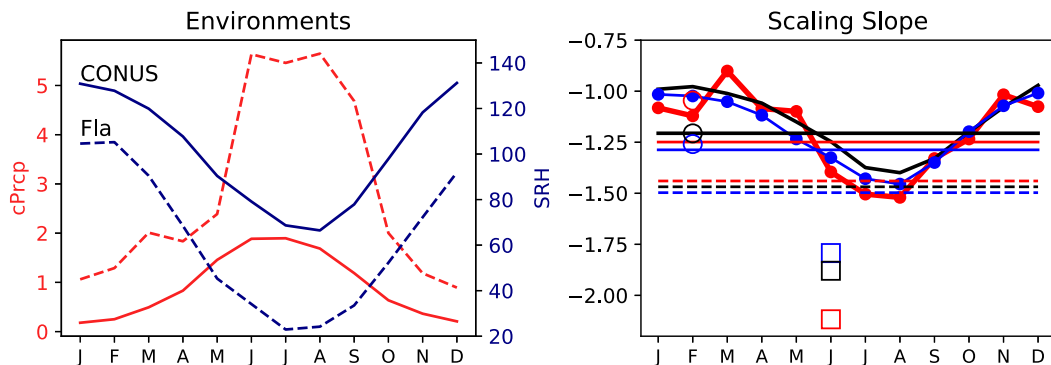 Environments
CONUS
Fla
cPrcp
0
1
2
3
4
5
SRH
20
40
60
80
100
120
140
J F M A M J J A S O N D
Scaling Slope
−0.75
−1.00
−1.25
−1.50
−1.75
−2.00
J F M A M J J A S O N D